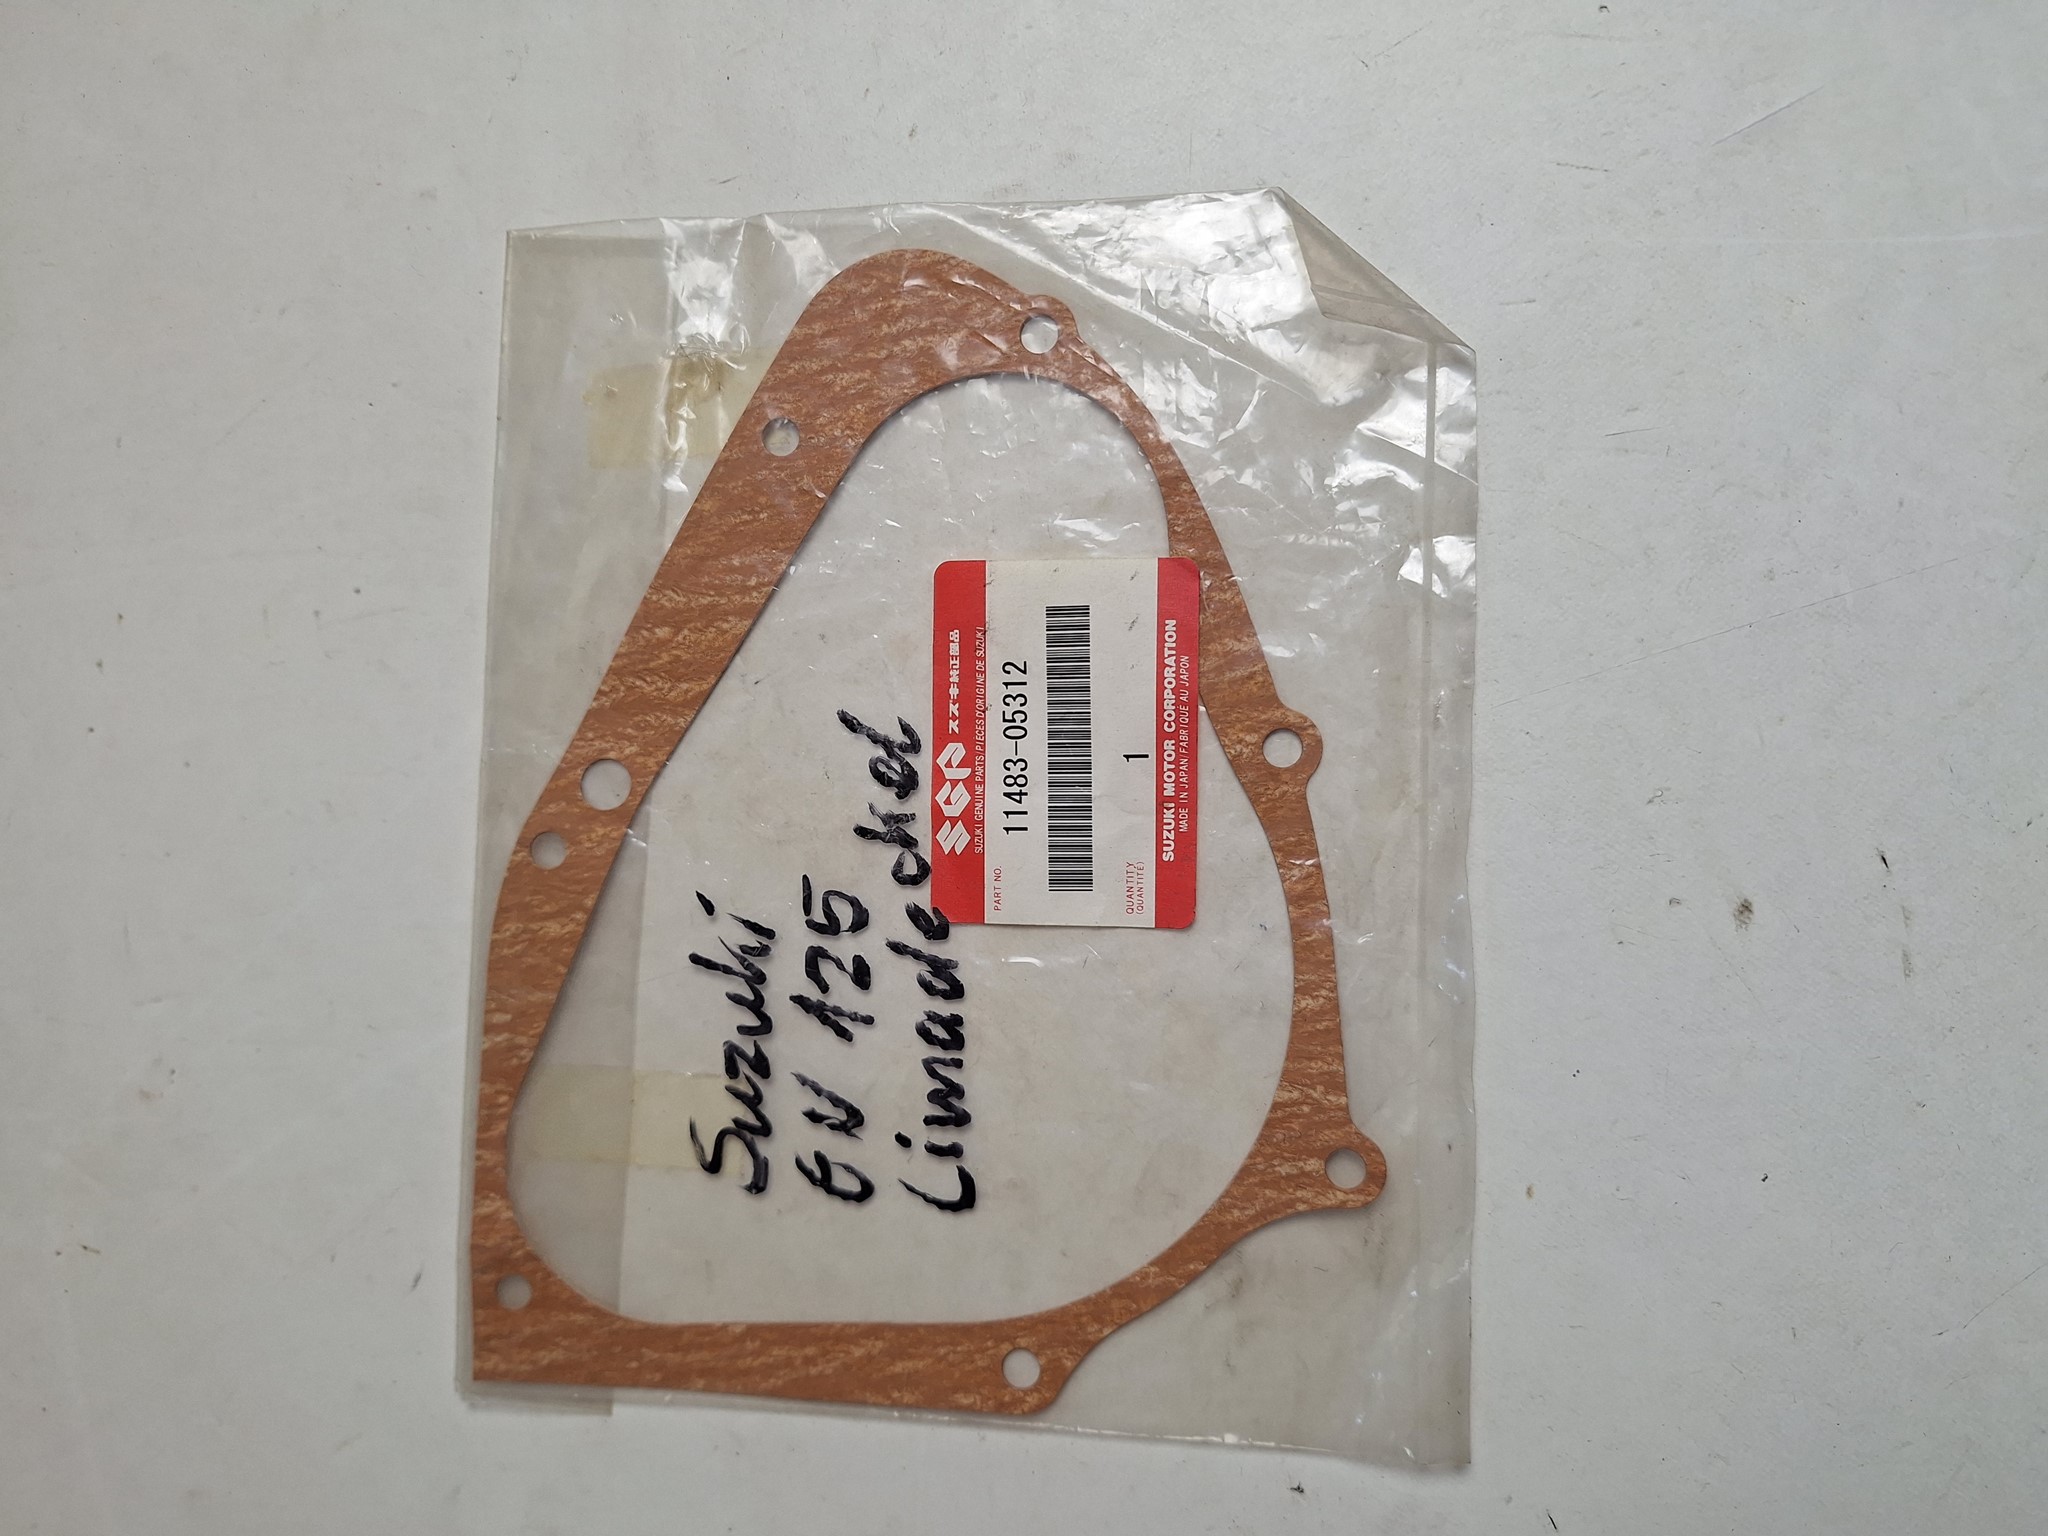 SGP スズキ純正部品
SUZUKI GENUINE PARTS/PIECES D'ORIGINE DE SUZUKI
PART NO.
11483-05312
QUANTITY
(QUANTITÉ)
1
SUZUKI MOTOR CORPORATION
MADE IN JAPAN/FABRIQUE AU JAPON
Suzuki
GN 125
Limadeckel